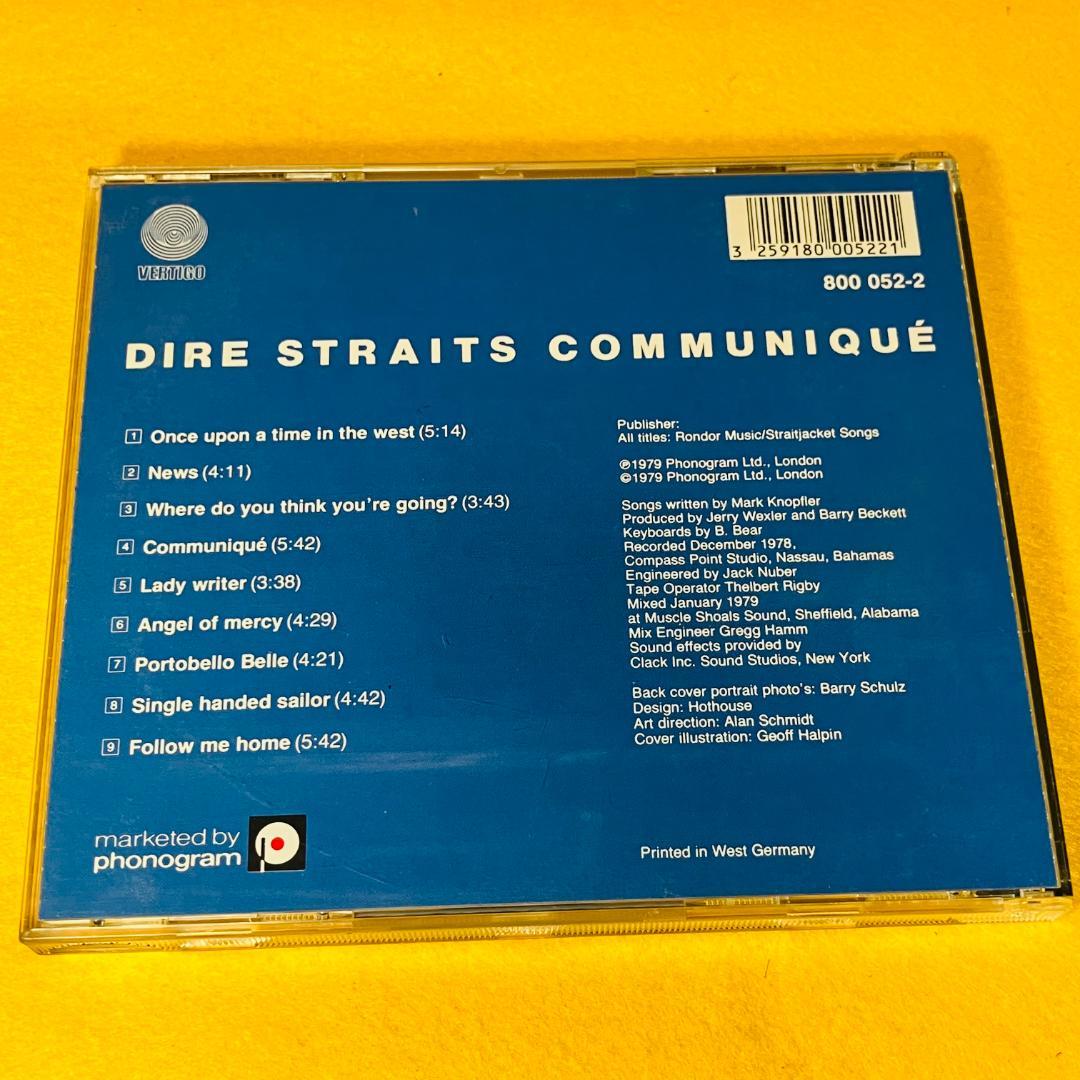 VERTIGO
3 259180 005221
800 052-2
DIRE STRAITS COMMUNIQUÉ
1 Once upon a time in the west (5:14)
2 News (4:11)
3 Where do you think you're going? (3:43)
4 Communiqué (5:42)
5 Lady writer (3:38)
6 Angel of mercy (4:29)
7 Portobello Belle (4:21)
8 Single handed sailor (4:42)
9 Follow me home (5:42)
Publisher:
All titles: Rondor Music/Straitjacket Songs
℗1979 Phonogram Ltd., London
©1979 Phonogram Ltd., London
Songs written by Mark Knopfler
Produced by Jerry Wexler and Barry Beckett
Keyboards by B. Bear
Recorded December 1978,
Compass Point Studio, Nassau, Bahamas
Engineered by Jack Nuber
Tape Operator Thelbert Rigby
Mixed January 1979
at Muscle Shoals Sound, Sheffield, Alabama
Mix Engineer Gregg Hamm
Sound effects provided by
Clack Inc. Sound Studios, New York
Back cover portrait photo's: Barry Schulz
Design: Hothouse
Art direction: Alan Schmidt
Cover illustration: Geoff Halpin
marketed by
phonogram
Printed in West Germany